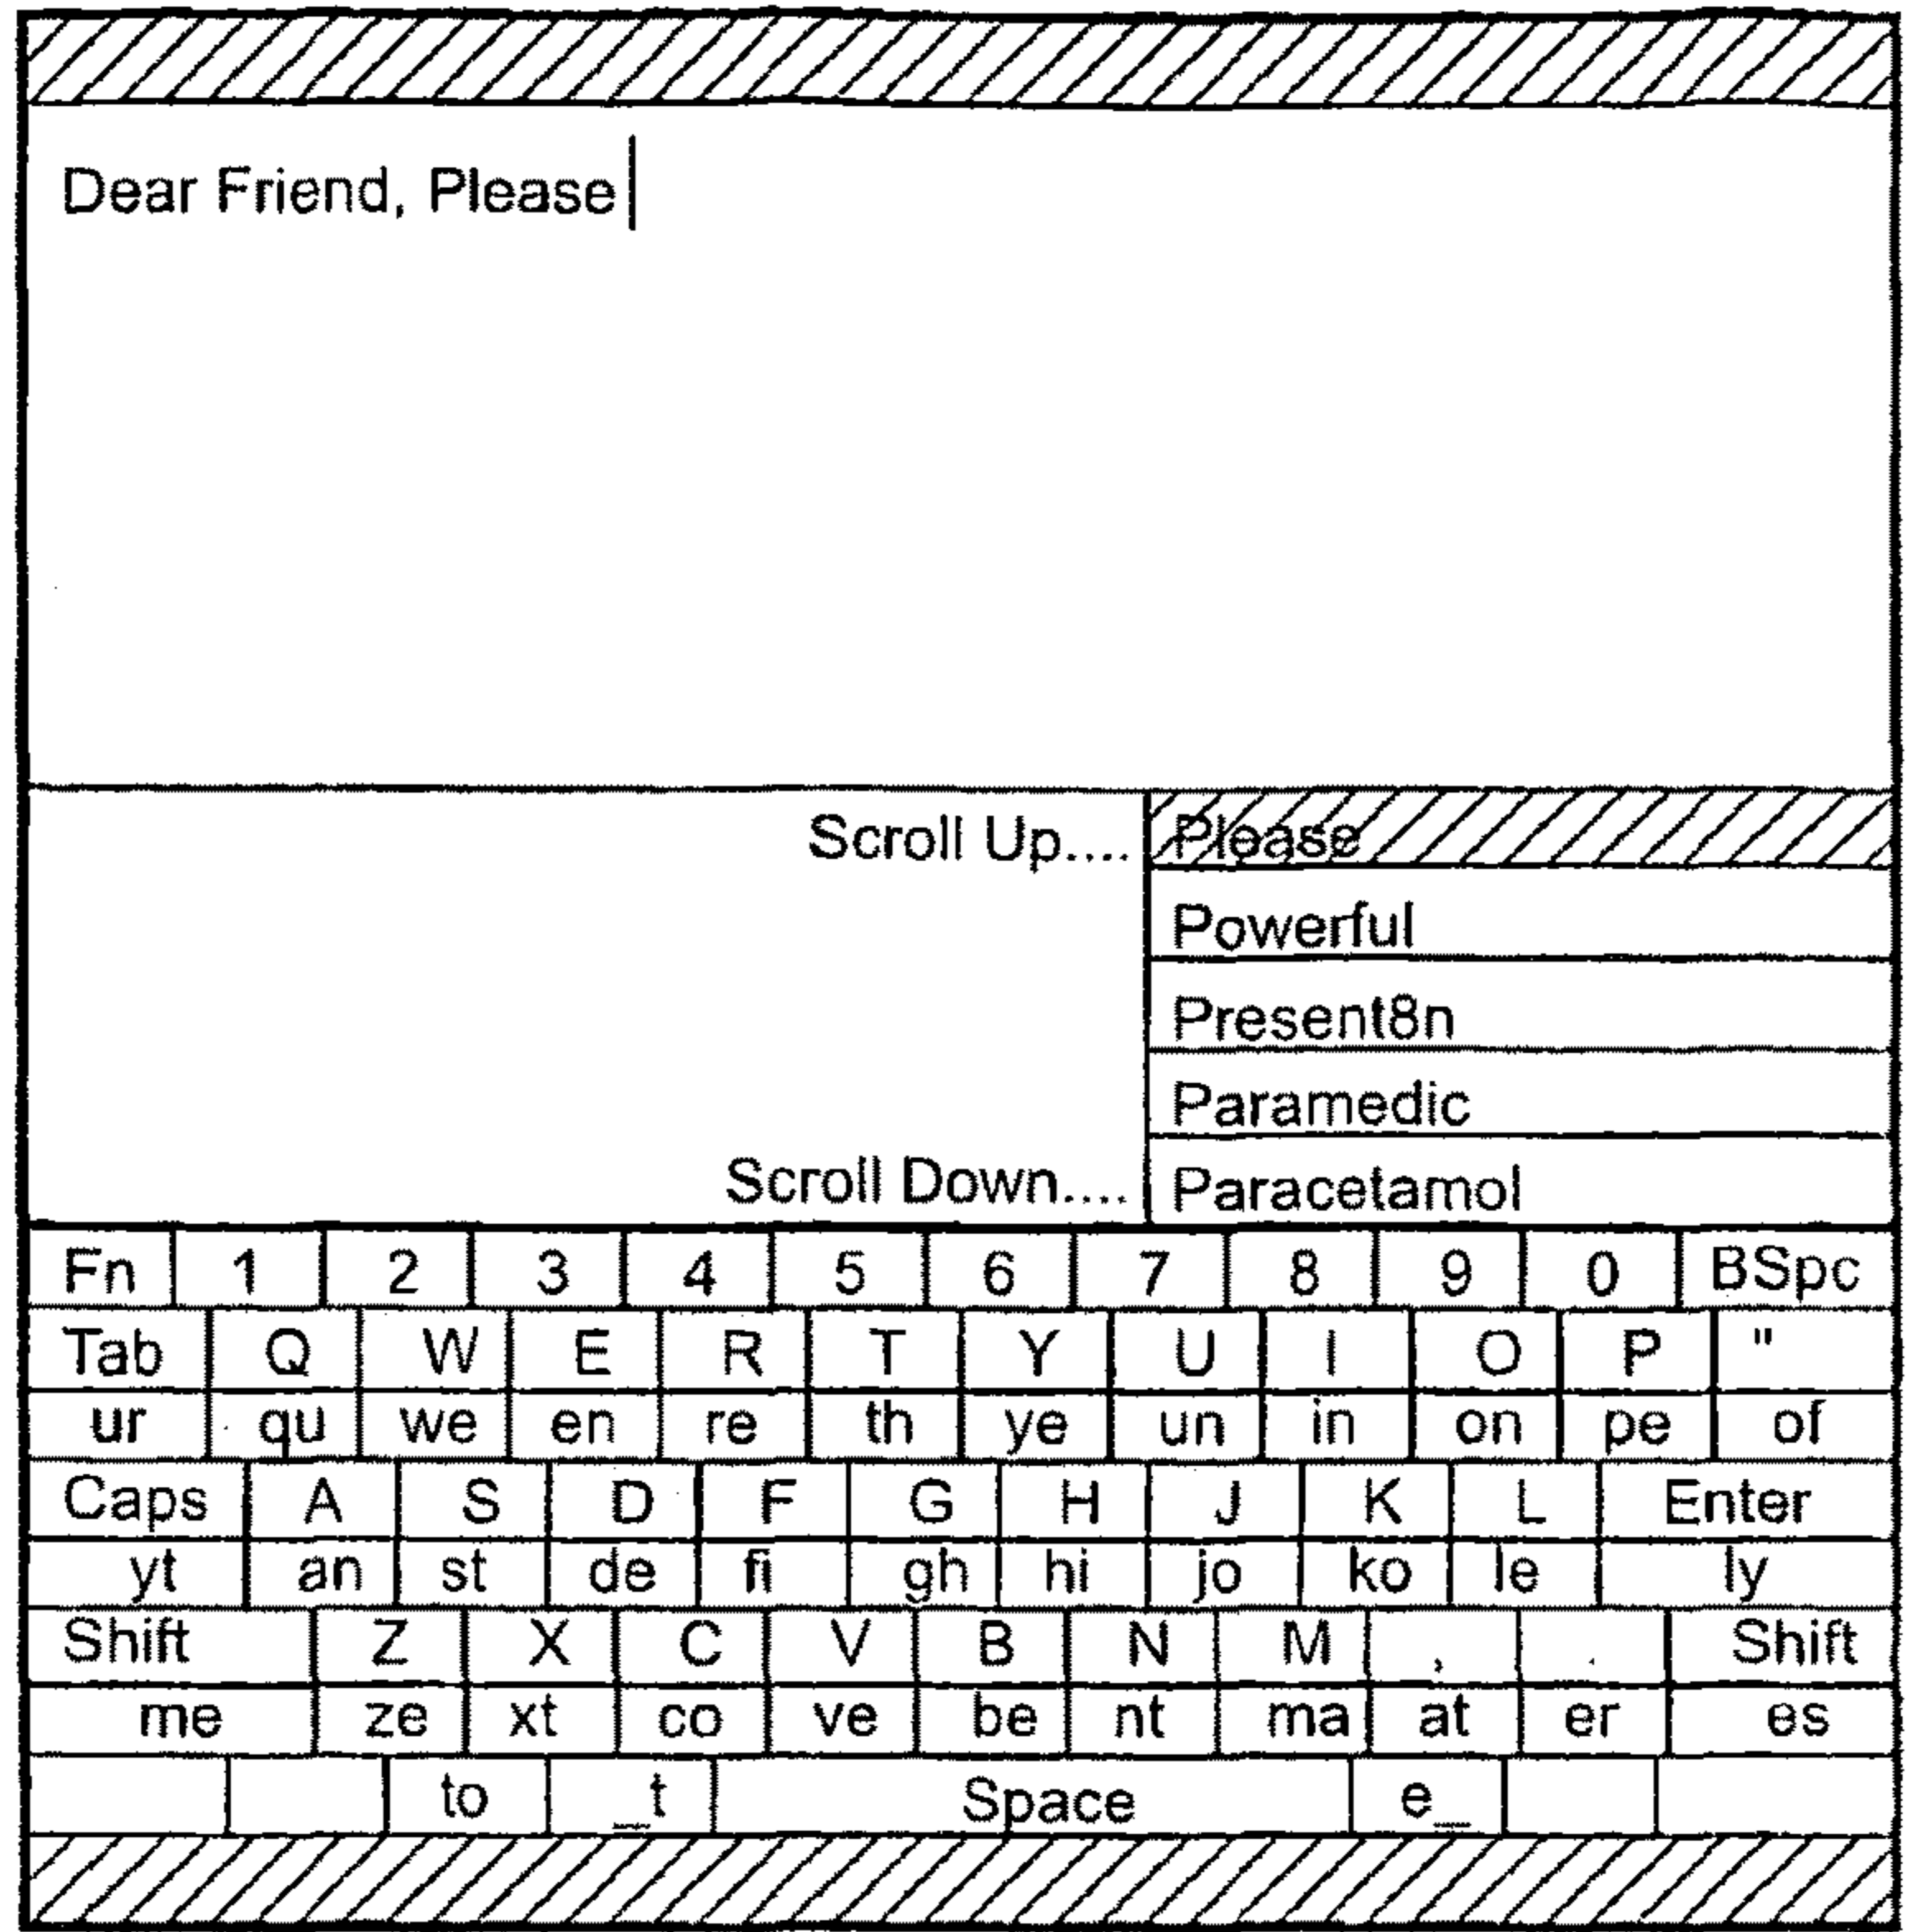 Dear Friend, Please
Scroll Up.... Please
Powerful
Present8n
Paramedic
Scroll Down.... Paracetamol
Fn 1 2 3 4 5 6 7 8 9 0 BSpc
Tab Q W E R T Y U I O P "
ur qu we en re th ye un in on pe of
Caps A S D F G H J K L Enter
yt an st de fi gh hi jo ko le ly
Shift Z X C V B N M , . Shift
me ze xt co ve be nt ma at er es
to _t Space e_